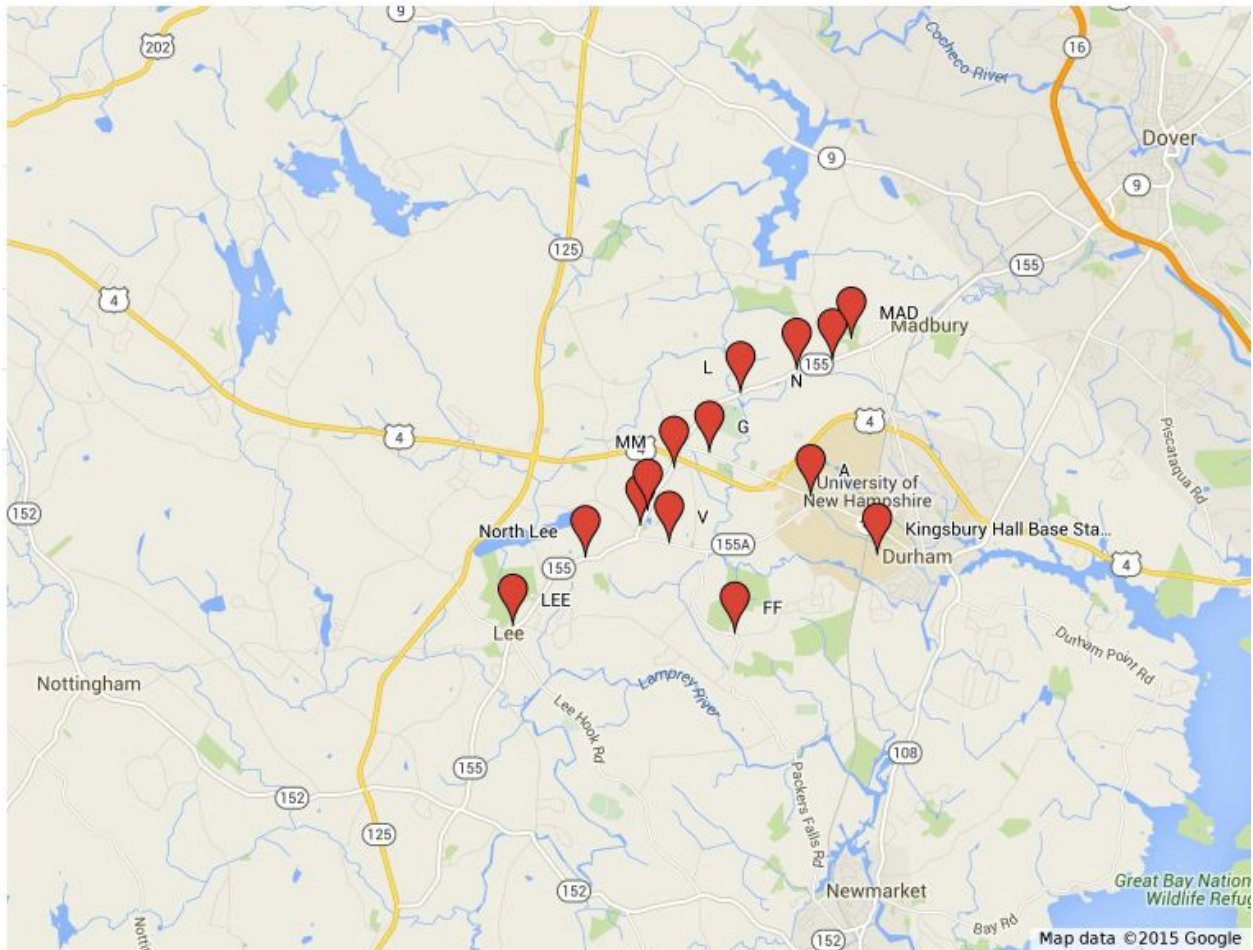 9
202
16
Cocheco River
Dover
9
9
125
155
4
MAD
Madbury
155
L
N
4
G
4
MM
4
A
University of
New Hampshire
Piscataqua Rd
152
V
North Lee
Kingsbury Hall Base Sta...
155A
Durham
155
4
LEE
FF
Lee
Durham Point Rd
Nottingham
Lamprey River
Lee Hook Rd
108
155
Packers Falls Rd
152
125
Newmarket
152
Great Bay Nation
Wildlife Refug
Notti
Bay Rd
152
Map data ©2015 Google